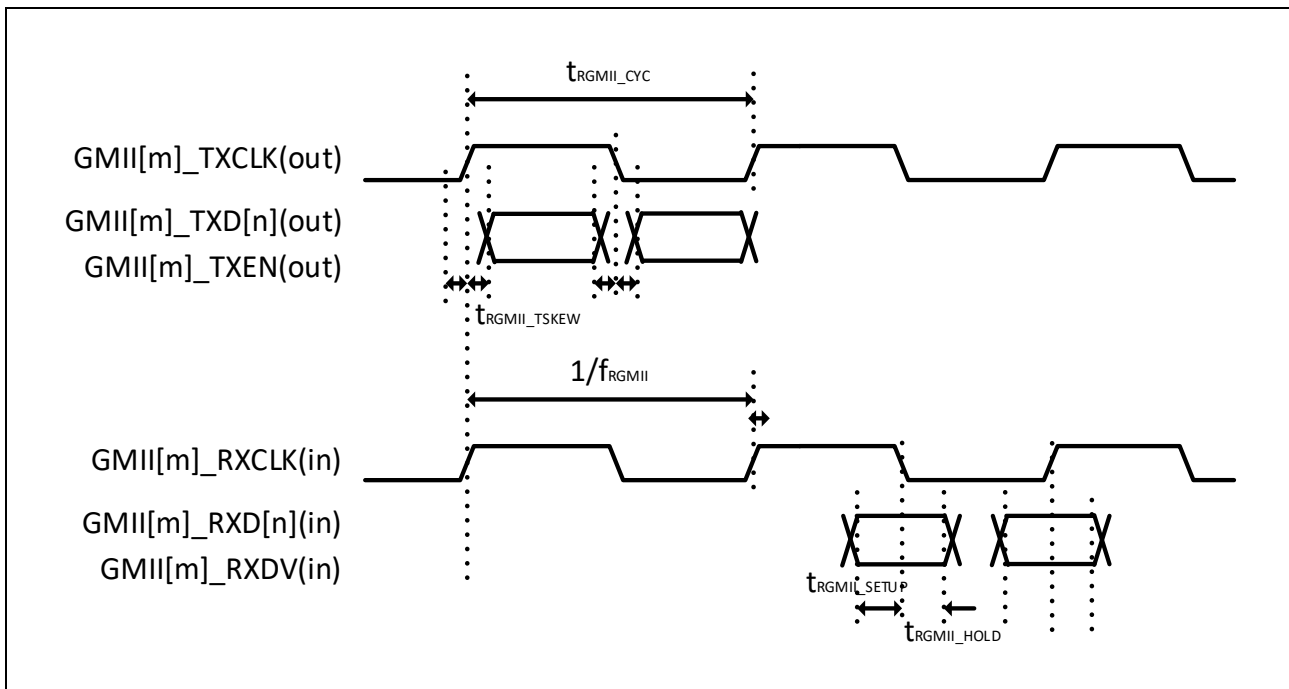 tRGMII_CYC
GMII[m]_TXCLK(out)
GMII[m]_TXD[n](out)
GMII[m]_TXEN(out)
tRGMII_TSKEW
1/fRGMII
GMII[m]_RXCLK(in)
GMII[m]_RXD[n](in)
GMII[m]_RXDV(in)
tRGMII_SETUP
tRGMII_HOLD